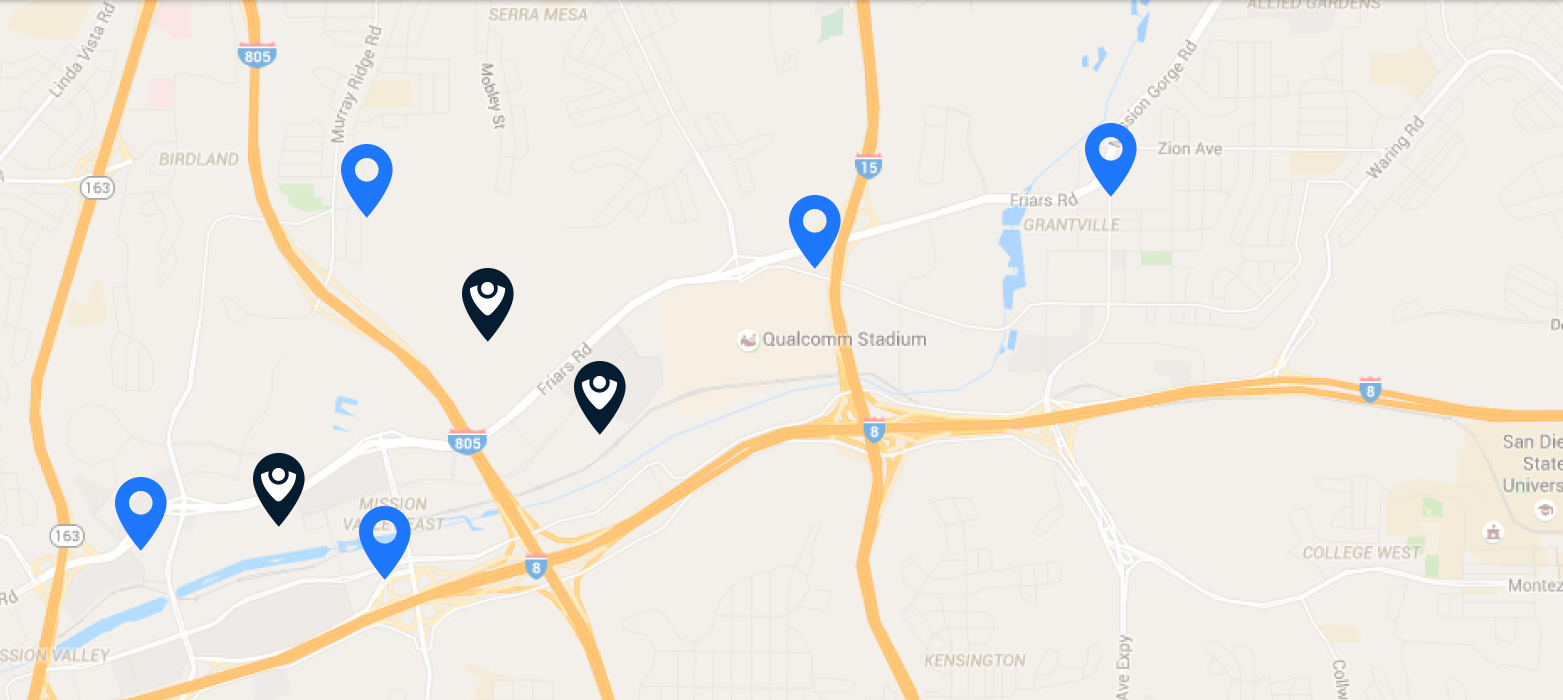 SERRA MESA
ALLIED GARDENS
Linda Vista Rd
805
Murray Ridge Rd
Mobley St
ssion Gorge Rd
BIRDLAND
163
15
Zion Ave
Waring Rd
Friars Rd
GRANTVILLE
Qualcomm Stadium
Friars Rd
8
805
8
San Die
State
Univers
MISSION
VALLEY EAST
163
8
COLLEGE WEST
Montez
Rd
SSION VALLEY
KENSINGTON
Ave Expy
Collw